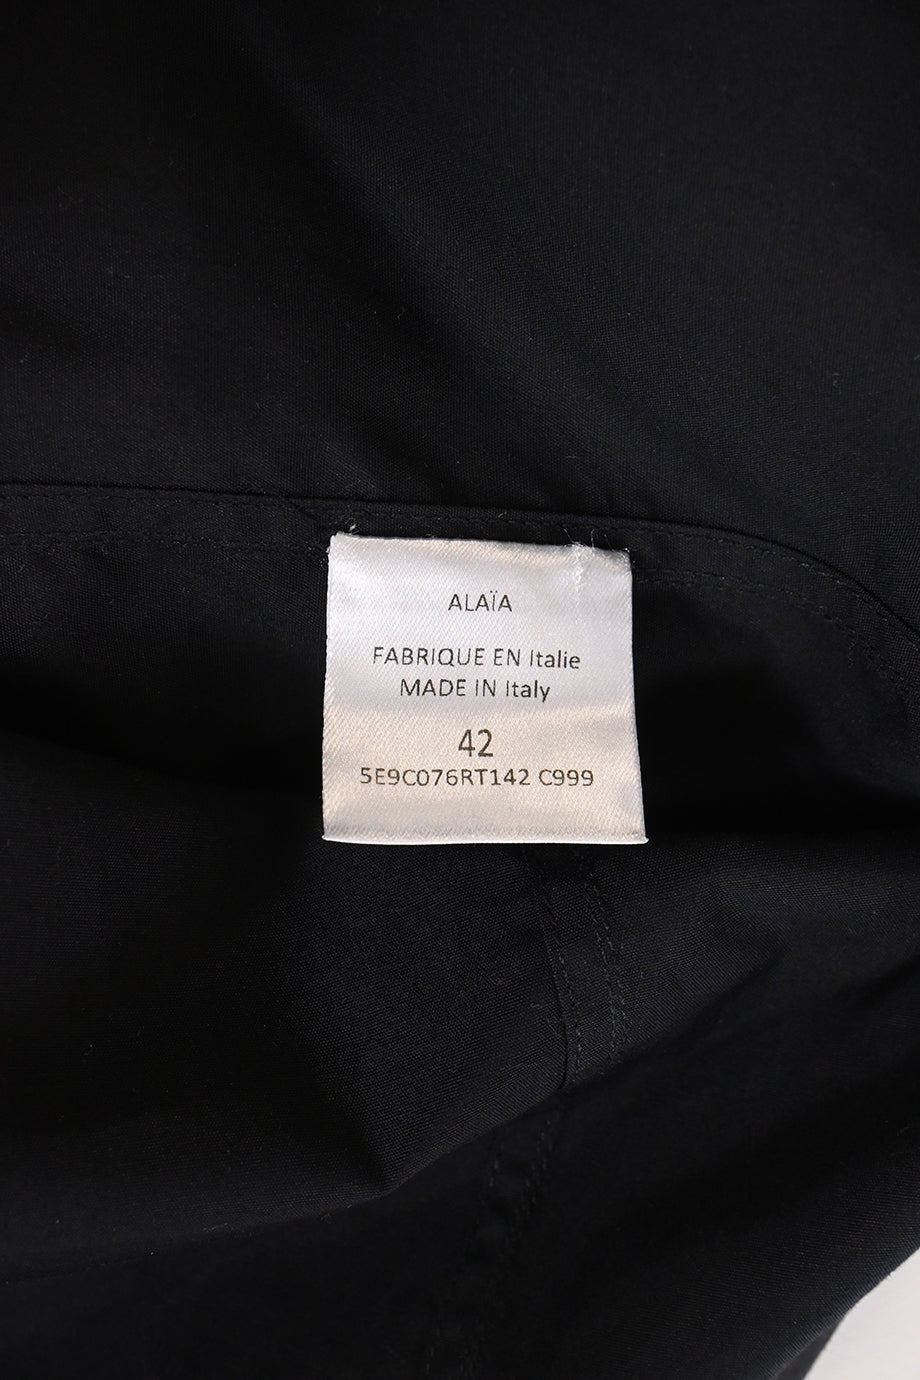 ALAÏA
FABRIQUE EN Italie
MADE IN Italy
42
5E9C076RT142 C999